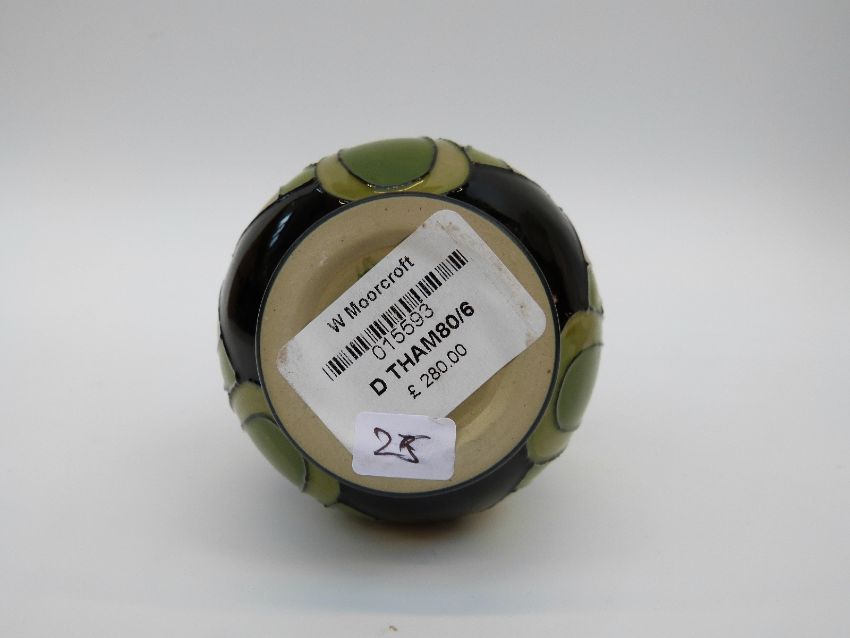 W Moorcroft
015593
D THAM80/6
£ 280.00
25